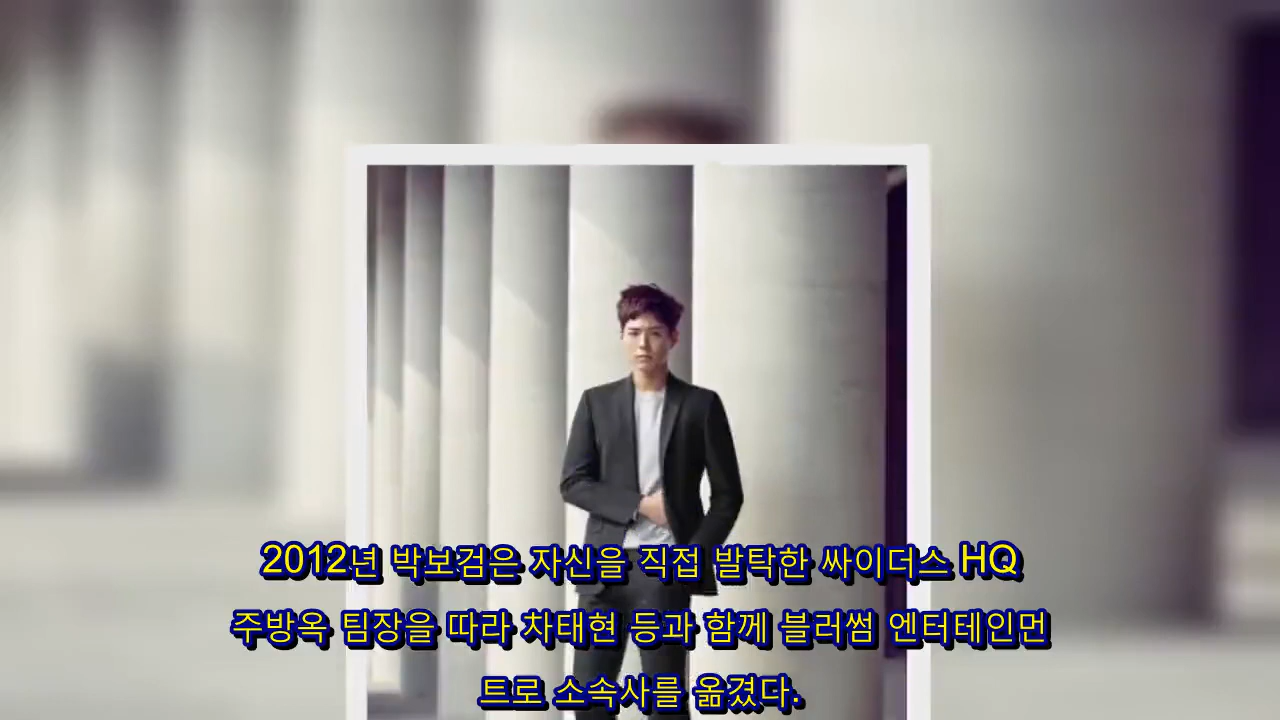 2012년 박보검은 자신을 직접 발탁한 싸이더스 HQ
주방옥 팀장을 따라 차태현 등과 함께 블러썸 엔터테인먼
트로 소속사를 옮겼다.